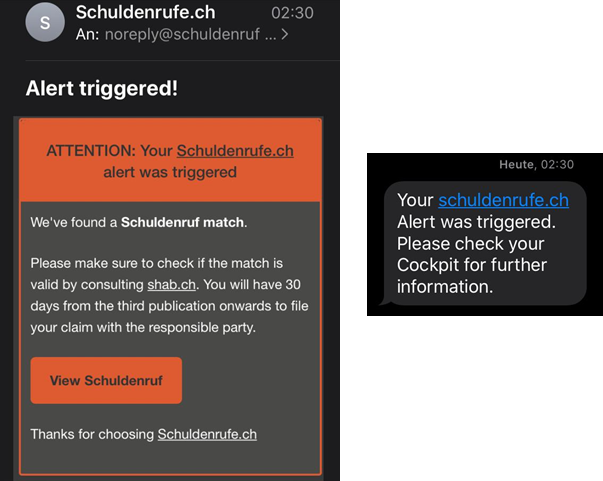 S
Schuldenrufe.ch
02:30
An: noreply@schuldenruf ... >
Alert triggered!
ATTENTION: Your Schuldenrufe.ch
alert was triggered
We've found a Schuldenruf match.
Please make sure to check if the match is
valid by consulting shab.ch. You will have 30
days from the third publication onwards to file
your claim with the responsible party.
View Schuldenruf
Thanks for choosing Schuldenrufe.ch
Heute, 02:30
Your schuldenrufe.ch
Alert was triggered.
Please check your
Cockpit for further
information.